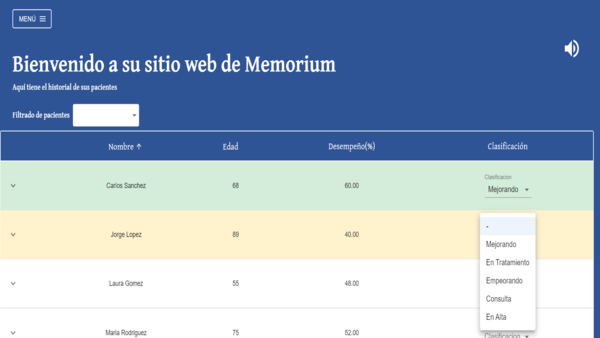 MENÚ
Bienvenido a su sitio web de Memorium
Aquí tiene el historial de sus pacientes
Filtrado de pacientes
Nombre Edad Desempeño(%) Clasificación
Clasificacion
Carlos Sanchez 68 60.00 Mejorando
Jorge Lopez 89 40.00
-
Mejorando
En Tratamiento
Laura Gomez 55 48.00
Empeorando
Consulta
En Alta
Maria Rodriguez 75 52.00
Clasificacion